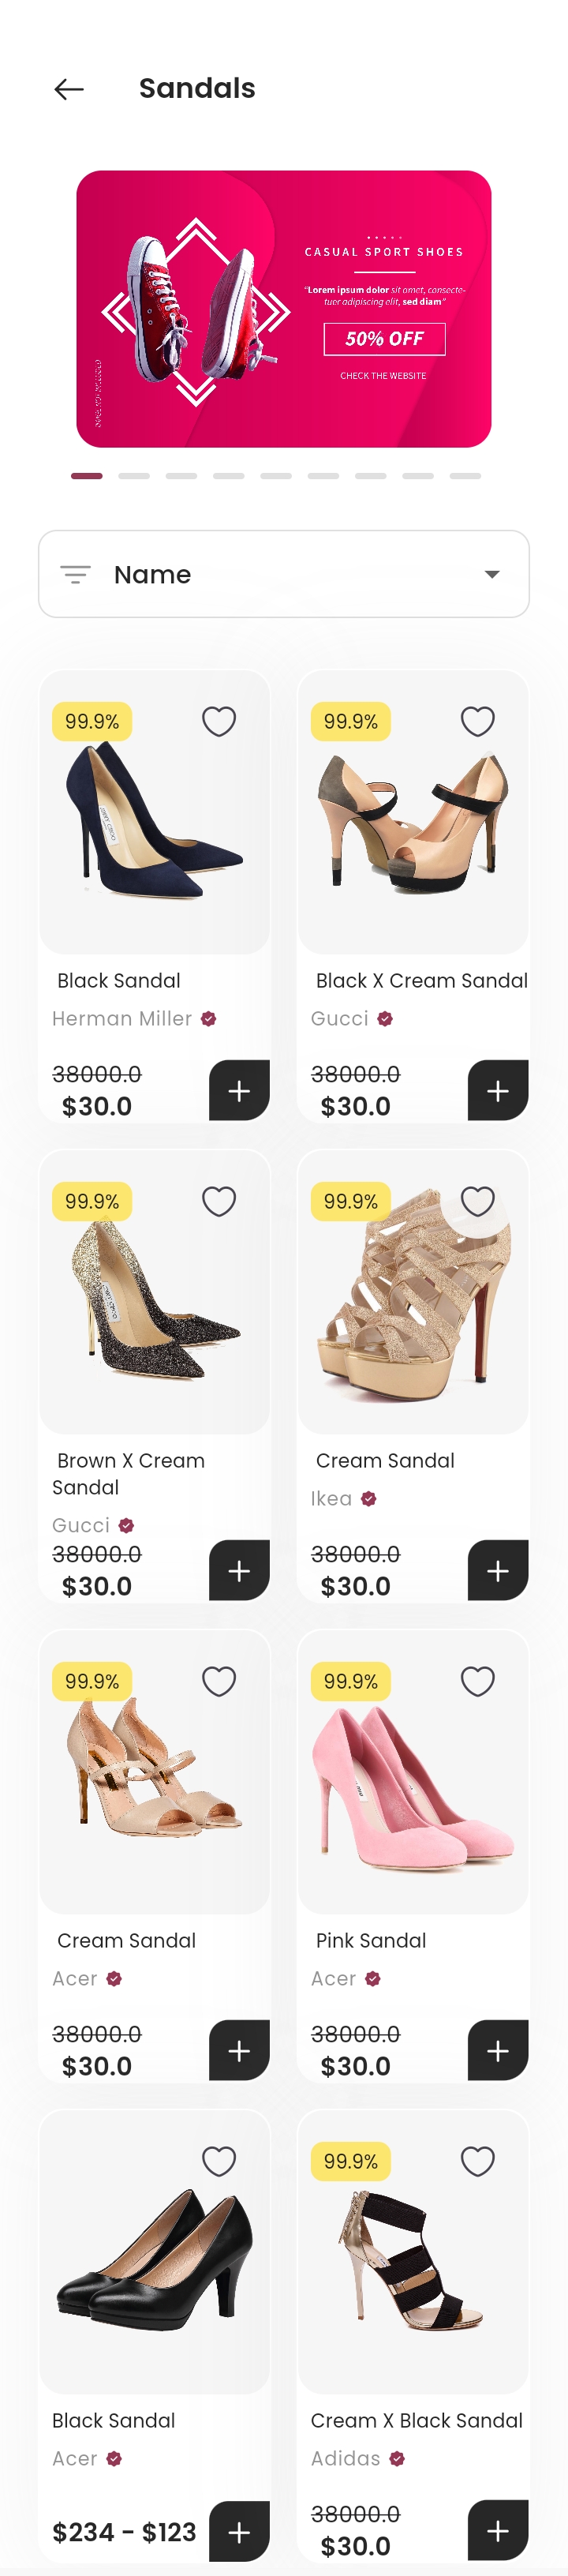 Sandals
CASUAL SPORT SHOES
"Lorem ipsum dolor sit amet, consecte-
tuer adipiscing elit, sed diam"
50% OFF
CHECK THE WEBSITE
Name
99.9%
99.9%
Black Sandal
Black X Cream Sandal
Herman Miller
Gucci
38000.0
$30.0
38000.0
$30.0
99.9%
99.9%
Brown X Cream
Sandal
Cream Sandal
Gucci
Ikea
38000.0
$30.0
38000.0
$30.0
99.9%
99.9%
Cream Sandal
Pink Sandal
Acer
Acer
38000.0
$30.0
38000.0
$30.0
99.9%
Black Sandal
Cream X Black Sandal
Acer
Adidas
$234 - $123
38000.0
$30.0